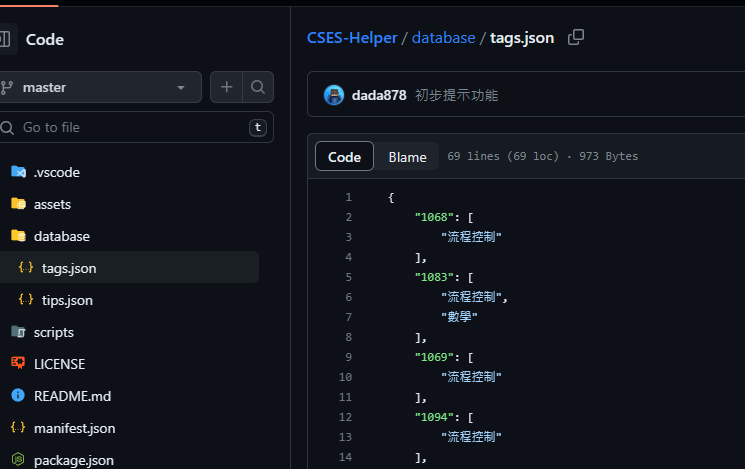 Code
master
Go to file
t
.vscode
assets
database
tags.json
tips.json
scripts
LICENSE
README.md
manifest.json
package.json
CSES-Helper / database / tags.json
dada878 初步提示功能
Code Blame 69 lines (69 loc) · 973 Bytes
1 {
2 "1068": [
3 "流程控制"
4 ],
5 "1083": [
6 "流程控制",
7 "數學"
8 ],
9 "1069": [
10 "流程控制"
11 ],
12 "1094": [
13 "流程控制"
14 ],